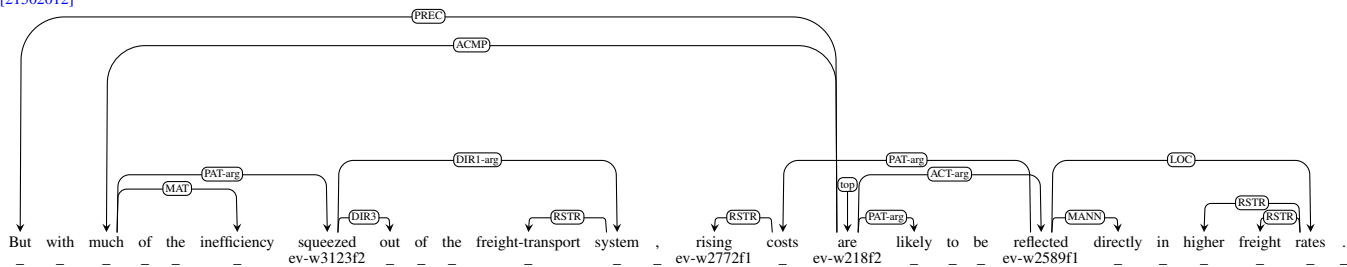 [21302012]
PREC
ACMP
DIR1-arg PAT-arg LOC
PAT-arg ACT-arg
MAT top
RSTR
DIR3 RSTR RSTR PAT-arg MANN RSTR
But with much of the inefficiency squeezed out of the freight-transport system , rising costs are likely to be reflected directly in higher freight rates .
_ _ _ _ _ _ ev-w3123f2 _ _ _ _ _ _ ev-w2772f1 _ ev-w218f2 _ _ _ ev-w2589f1 _ _ _ _ _ _